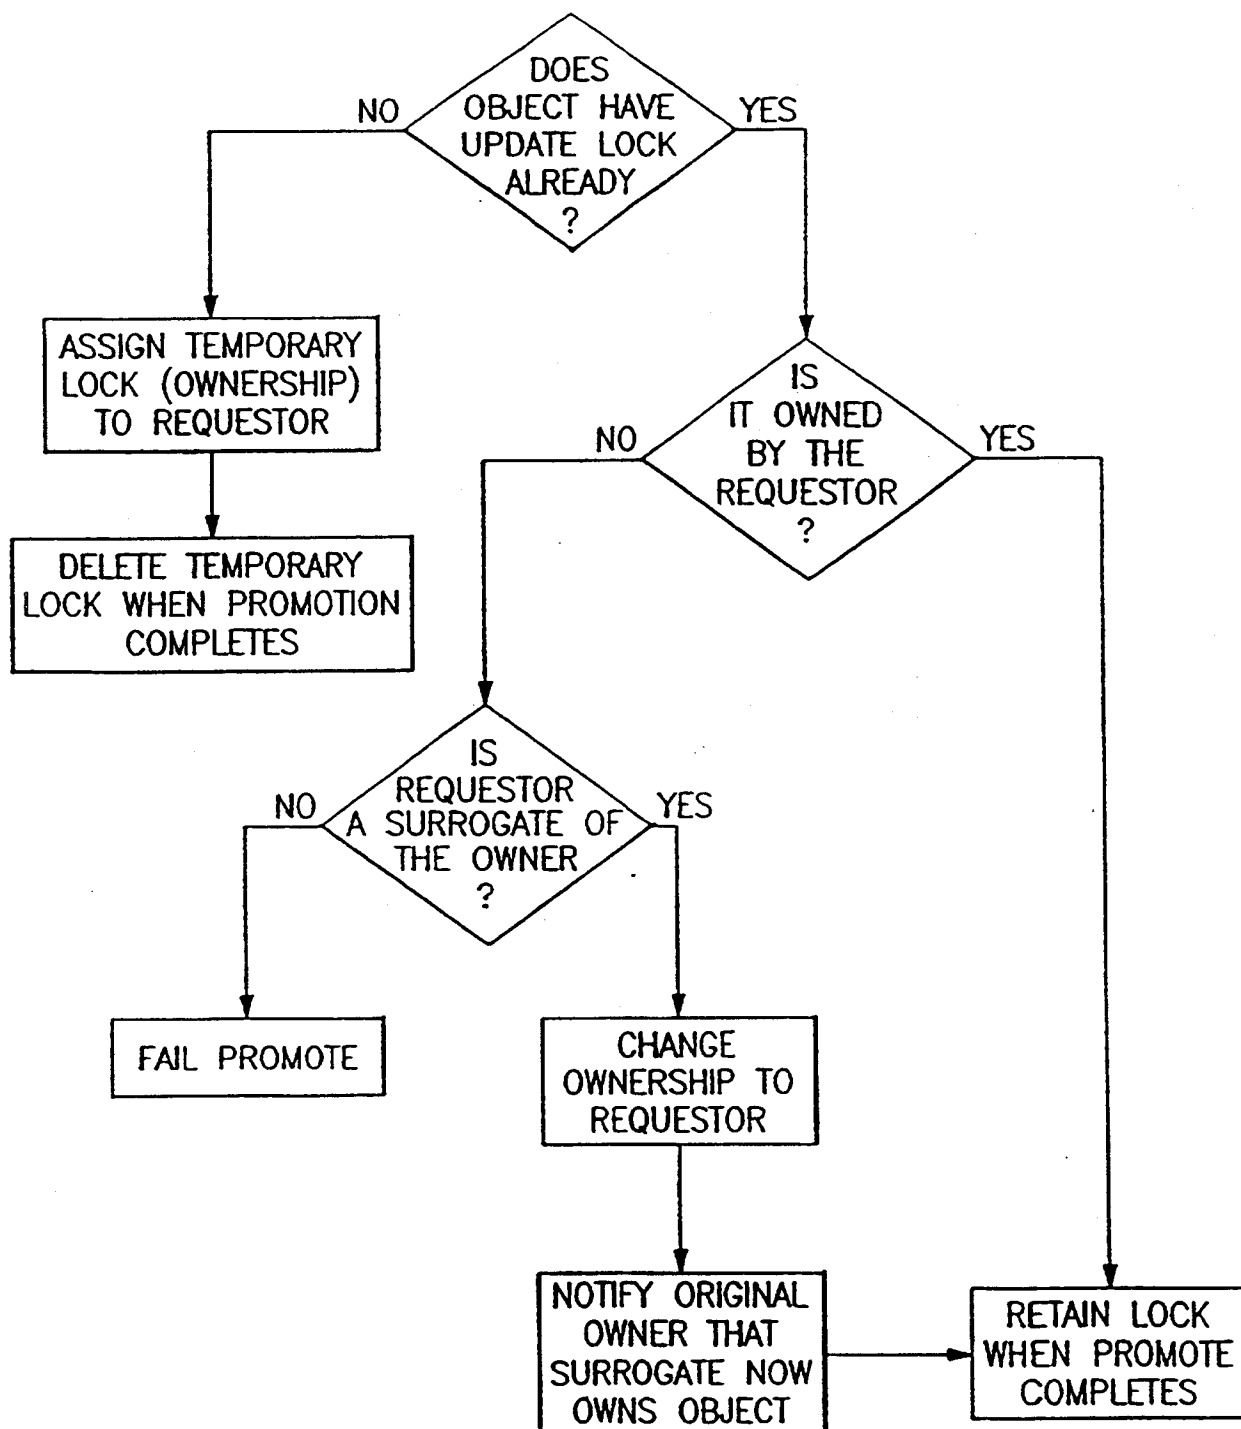 DOES
OBJECT HAVE
UPDATE LOCK
ALREADY
?
NO
YES
ASSIGN TEMPORARY
LOCK (OWNERSHIP)
TO REQUESTOR
IS
IT OWNED
BY THE
REQUESTOR
?
NO
YES
DELETE TEMPORARY
LOCK WHEN PROMOTION
COMPLETES
IS
REQUESTOR
A SURROGATE OF
THE OWNER
?
NO
YES
FAIL PROMOTE
CHANGE
OWNERSHIP TO
REQUESTOR
NOTIFY ORIGINAL
OWNER THAT
SURROGATE NOW
OWNS OBJECT
RETAIN LOCK
WHEN PROMOTE
COMPLETES